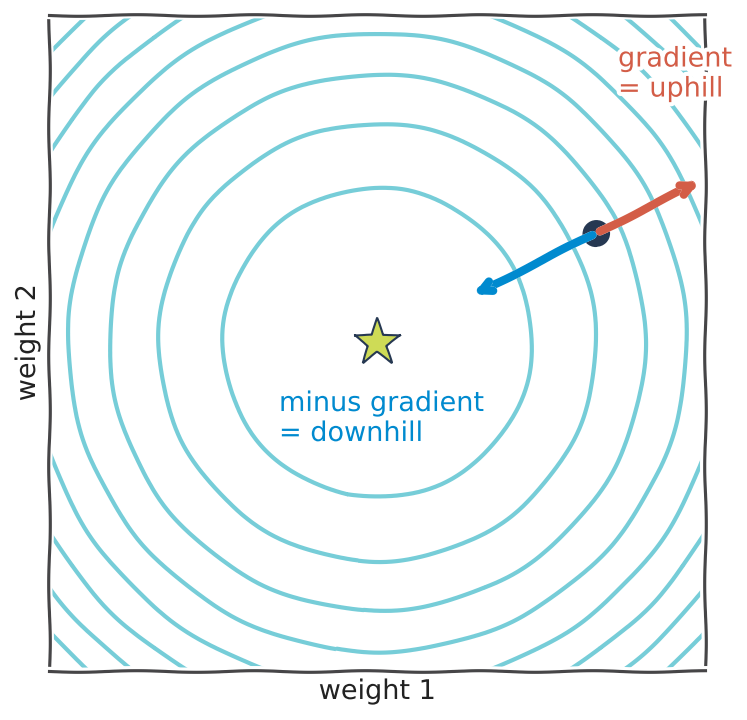 gradient
= uphill
weight 2
minus gradient
= downhill
weight 1